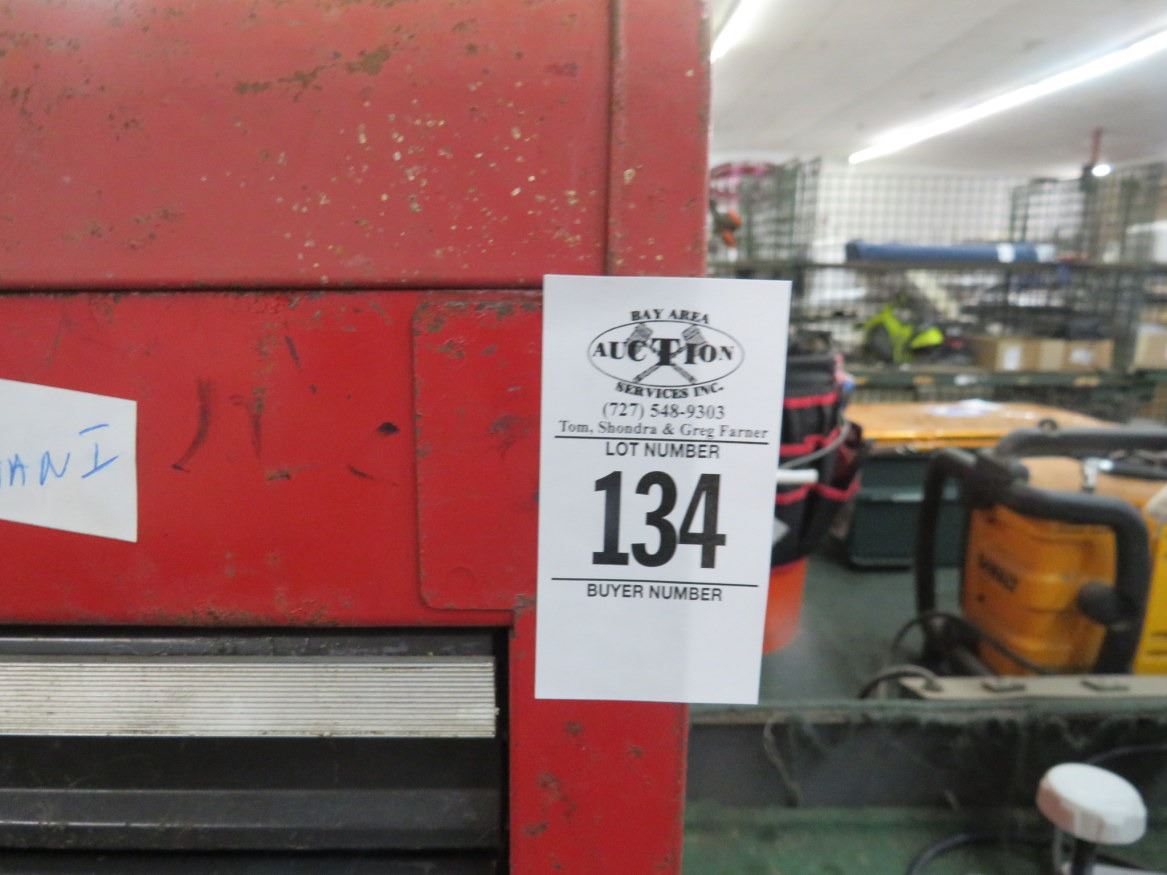 BAY AREA
AUCTION
SERVICES INC.
(727) 548-9303
Tom, Shondra & Greg Farner
LOT NUMBER
134
BUYER NUMBER
DEWALT